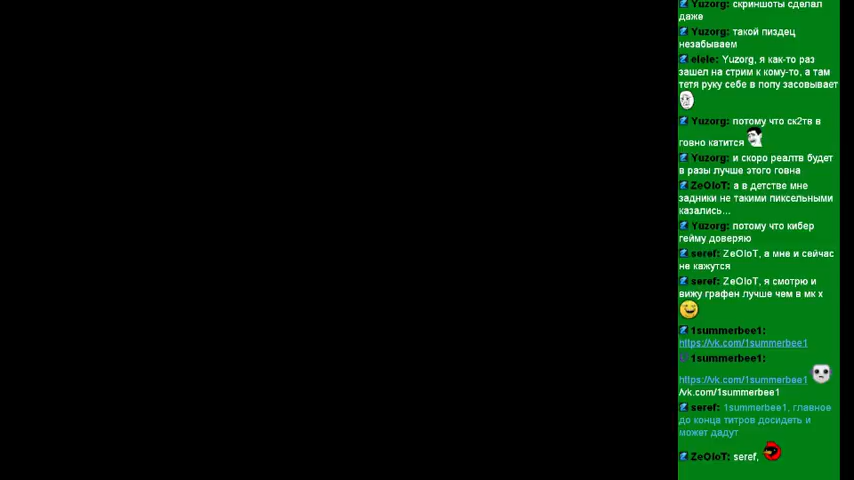 Yuzorg: скриншоты сделал
даже
Yuzorg: такой пиздец
незабываем
elele: Yuzorg, я как-то раз
зашел на стрим к кому-то, а там
тетя руку себе в попу засовывает
Yuzorg: потому что ск2тв в
говно катится
Yuzorg: и скоро реалтв будет
в разы лучше этого говна
ZeOloT: а в детстве мне
задники не такими пиксельными
казались...
Yuzorg: потому что кибер
гейму доверяю
seref: ZeOloT, а мне и сейчас
не кажутся
seref: ZeOloT, я смотрю и
вижу графен лучше чем в мк х
1summerbee1:
https://vk.com/1summerbee1
1summerbee1:
https://vk.com/1summerbee1
/vk.com/1summerbee1
seref: 1summerbee1, главное
до конца титров досидеть и
может дадут
ZeOloT: seref,